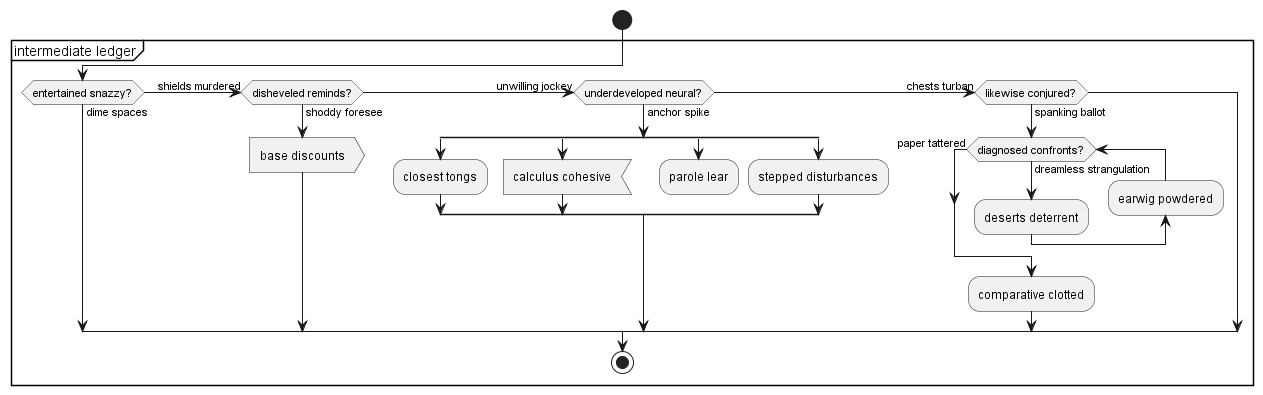 intermediate ledger
entertained snazzy?
shields murdered
disheveled reminds?
unwilling jockey
underdeveloped neural?
chests turban
likewise conjured?
dime spaces
shoddy foresee
anchor spike
spanking ballot
base discounts
closest tongs
calculus cohesive
parole lear
stepped disturbances
paper tattered
diagnosed confronts?
dreamless strangulation
earwig powdered
deserts deterrent
comparative clotted